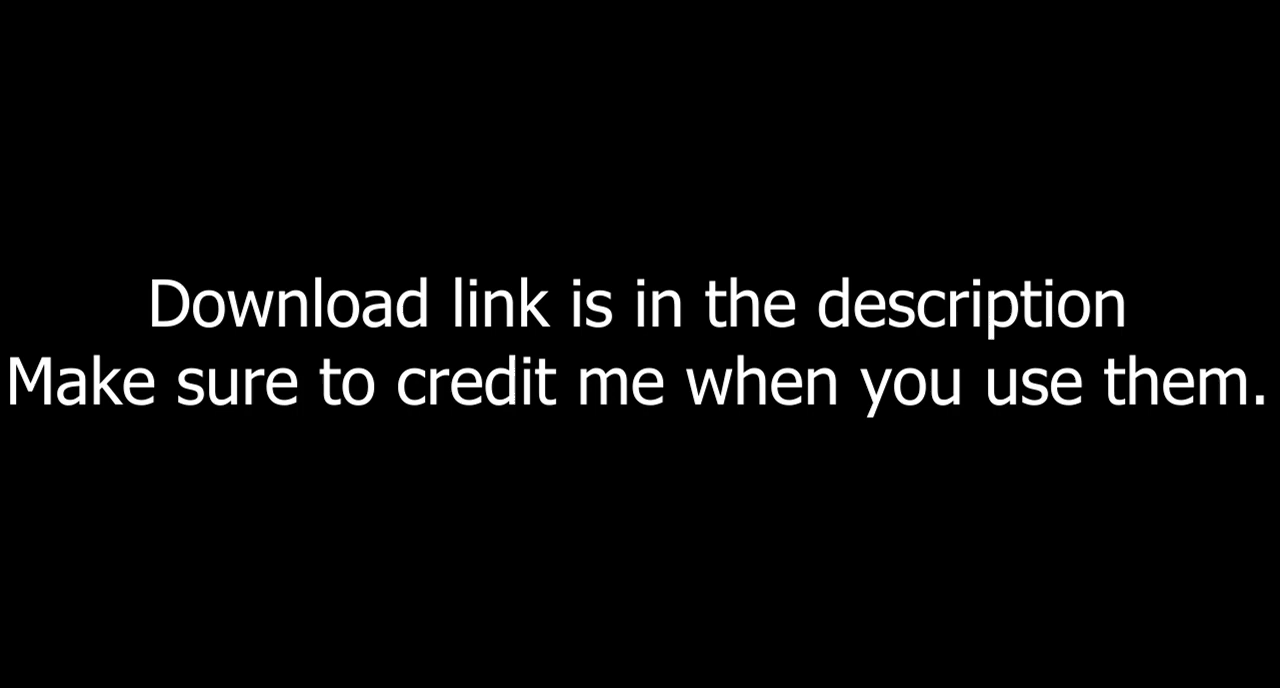 Download link is in the description
Make sure to credit me when you use them.